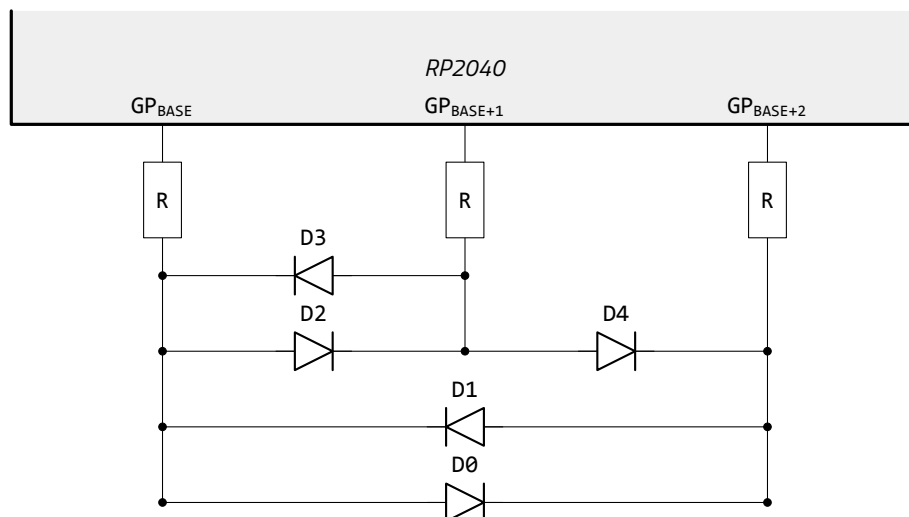 RP2040
GPBASE GPBASE+1 GPBASE+2
R R R
D3
D2 D4
D1
D0